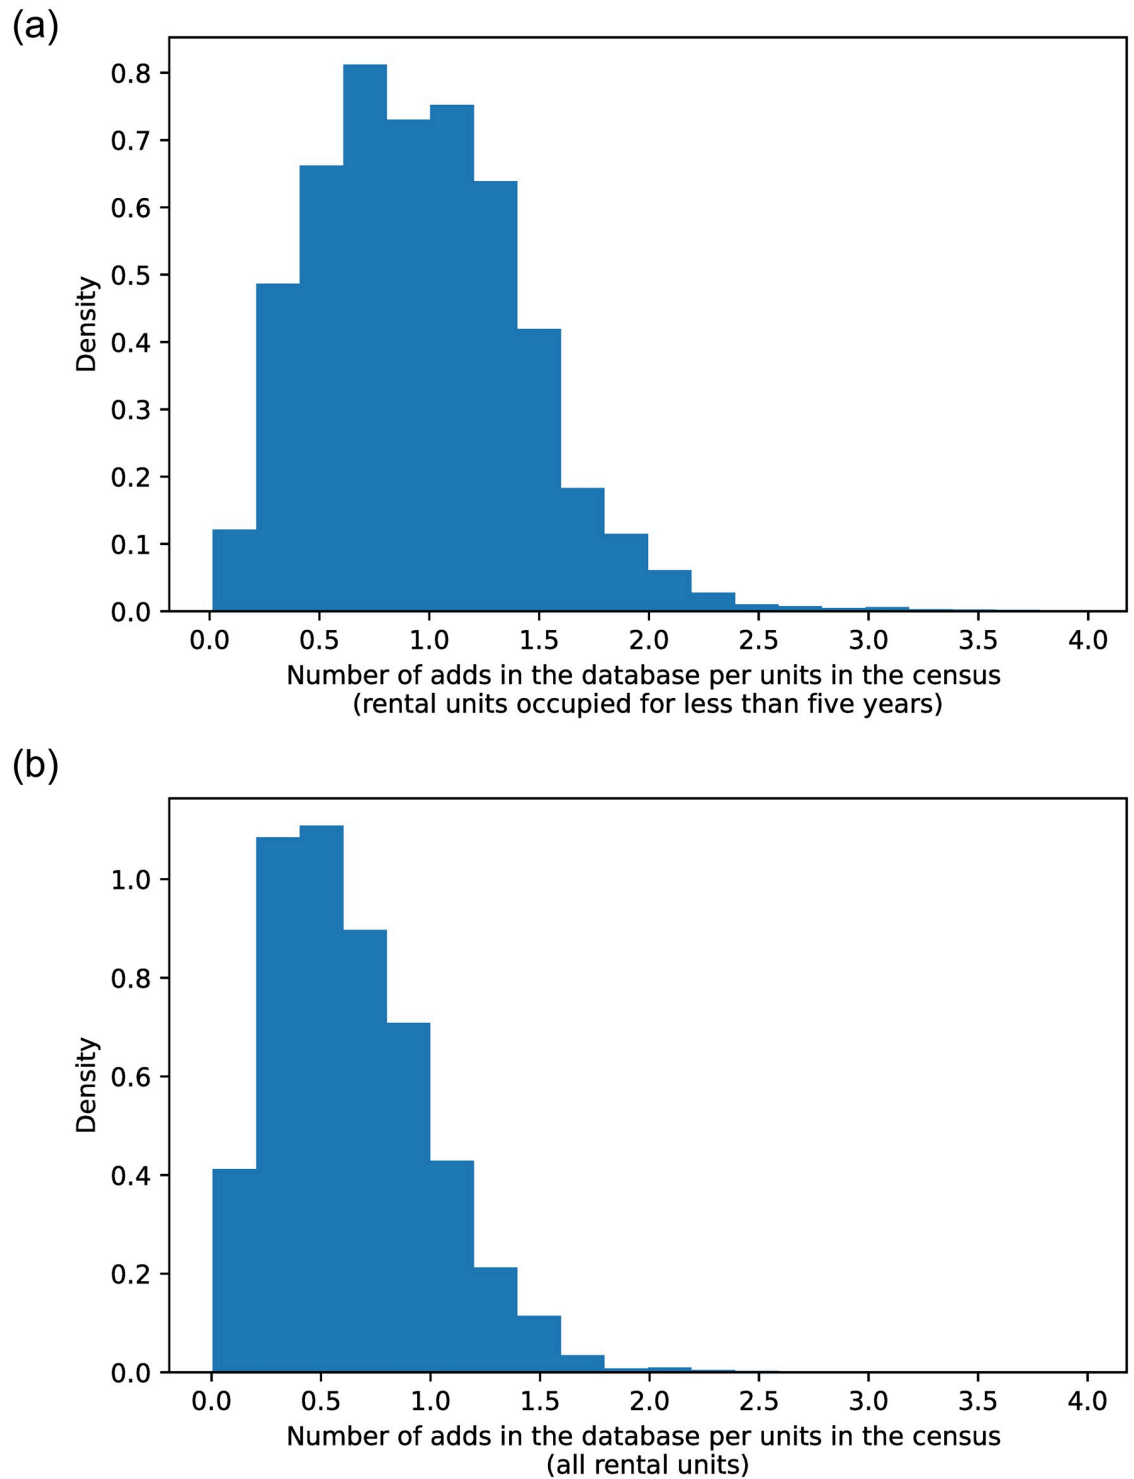 (a)
0.8
0.7
0.6
0.5
0.4
0.3
0.2
0.1
0.0
Density
0.0 0.5 1.0 1.5 2.0 2.5 3.0 3.5 4.0
Number of adds in the database per units in the census
(rental units occupied for less than five years)
(b)
1.0
0.8
0.6
0.4
0.2
0.0
Density
0.0 0.5 1.0 1.5 2.0 2.5 3.0 3.5 4.0
Number of adds in the database per units in the census
(all rental units)